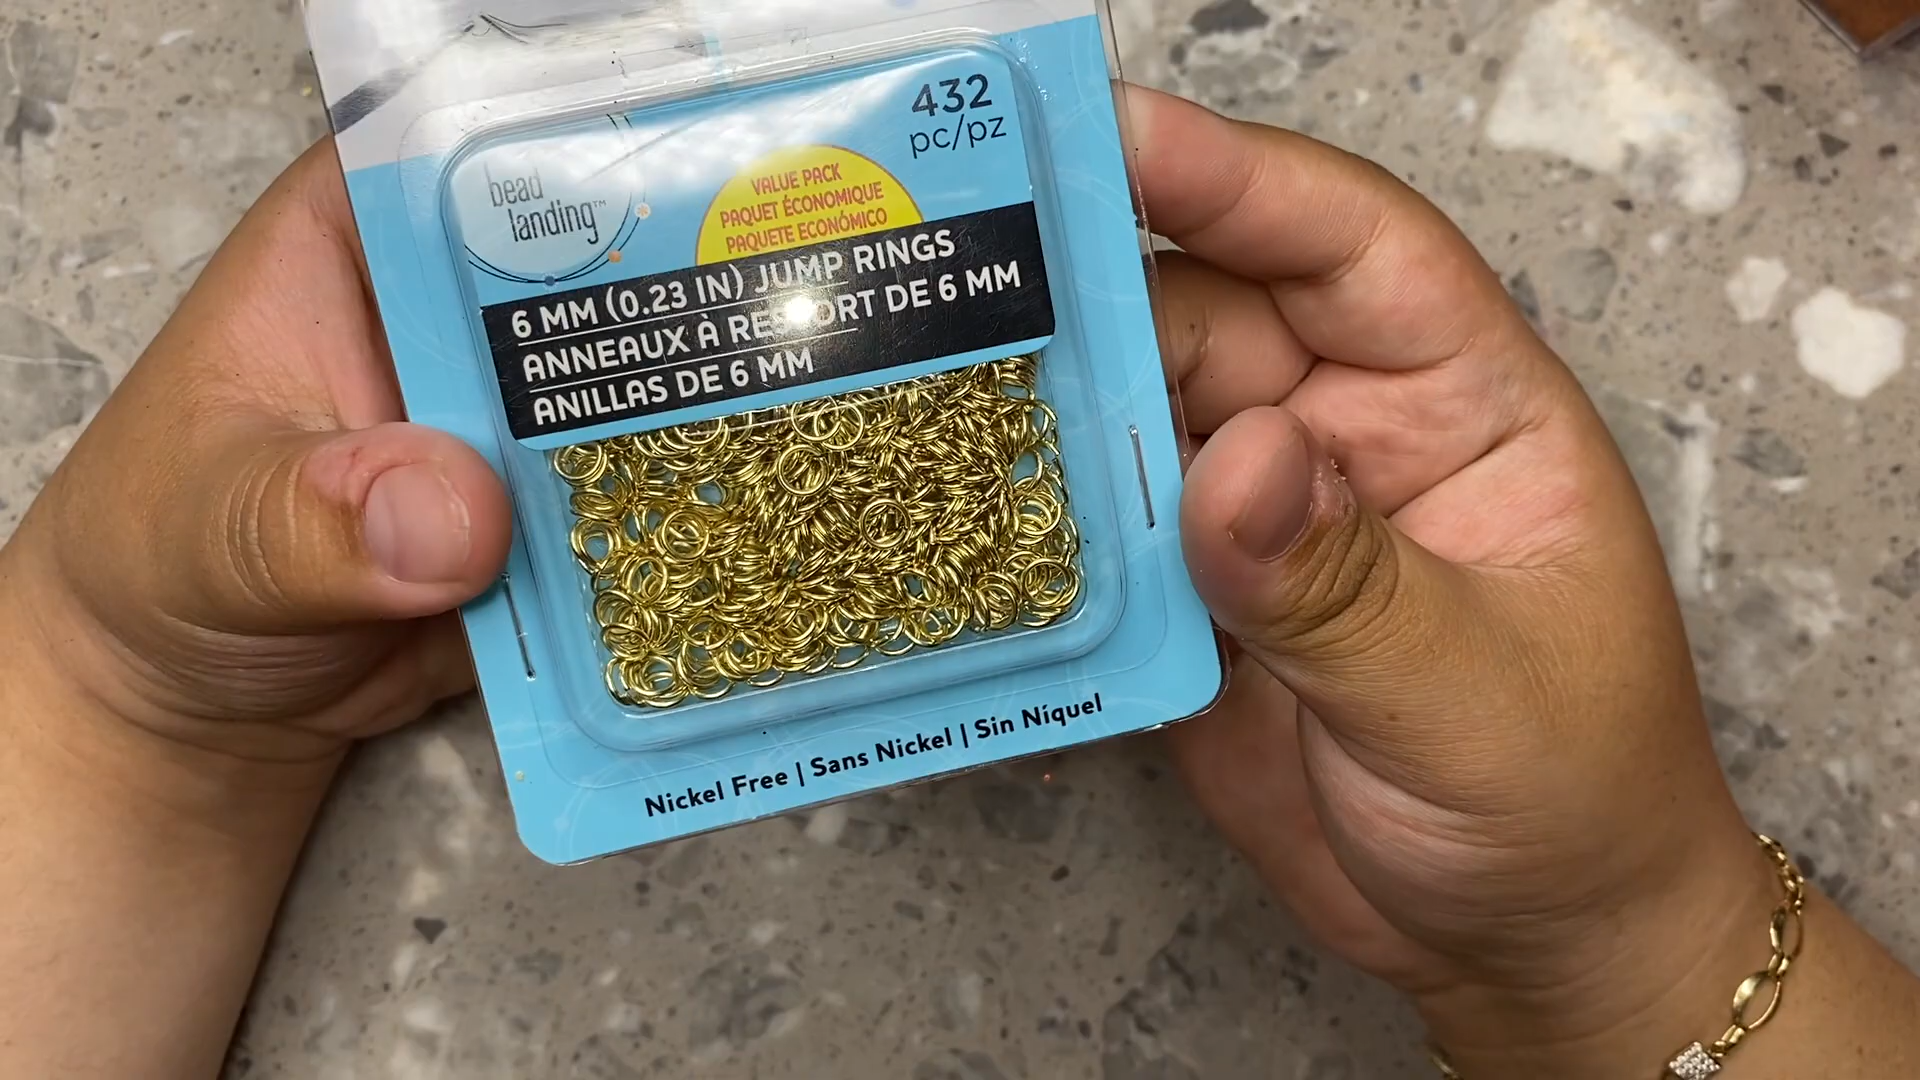 432
pc/pz
bead
landing™
VALUE PACK
PAQUET ÉCONOMIQUE
PAQUETE ECONÓMICO
6 MM (0.23 IN) JUMP RINGS
ANNEAUX À RESSORT DE 6 MM
ANILLAS DE 6 MM
Nickel Free | Sans Nickel | Sin Níquel